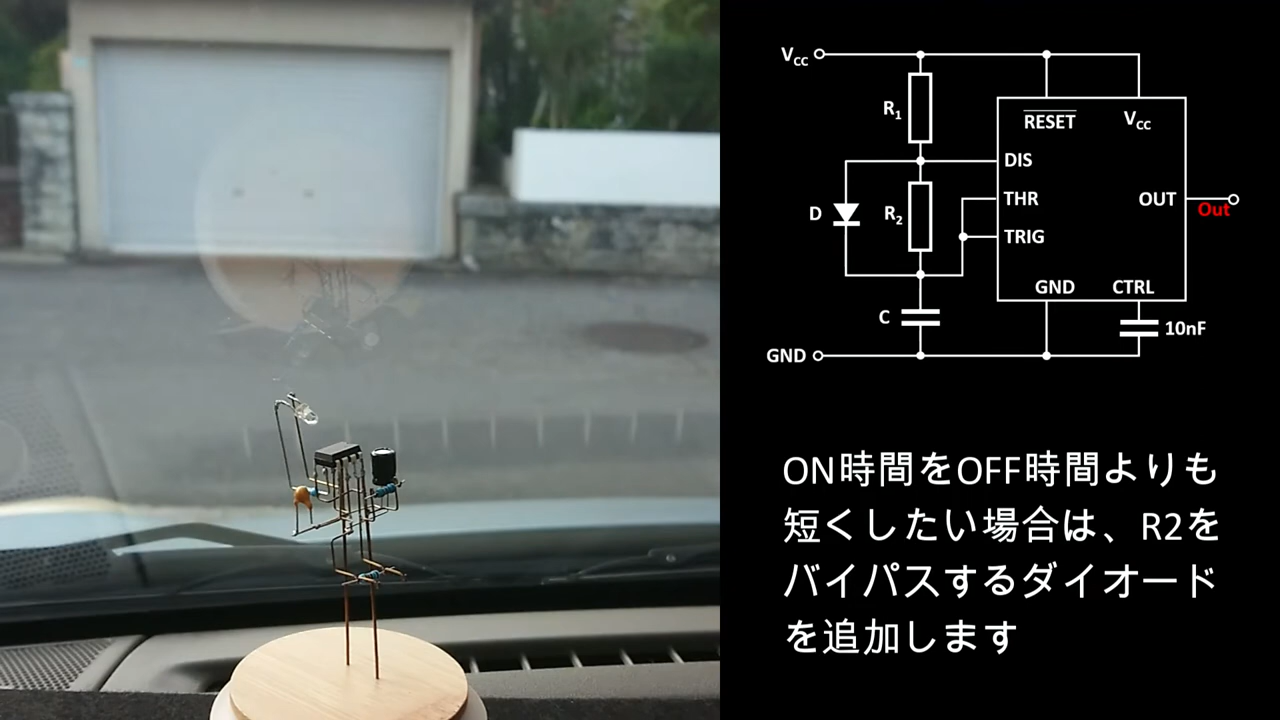 Vcc
R1
RESET
Vcc
DIS
D
R2
THR
OUT
Out
TRIG
GND
CTRL
C
10nF
GND
ON時間をOFF時間よりも
短くしたい場合は、R2を
バイパスするダイオード
を追加します